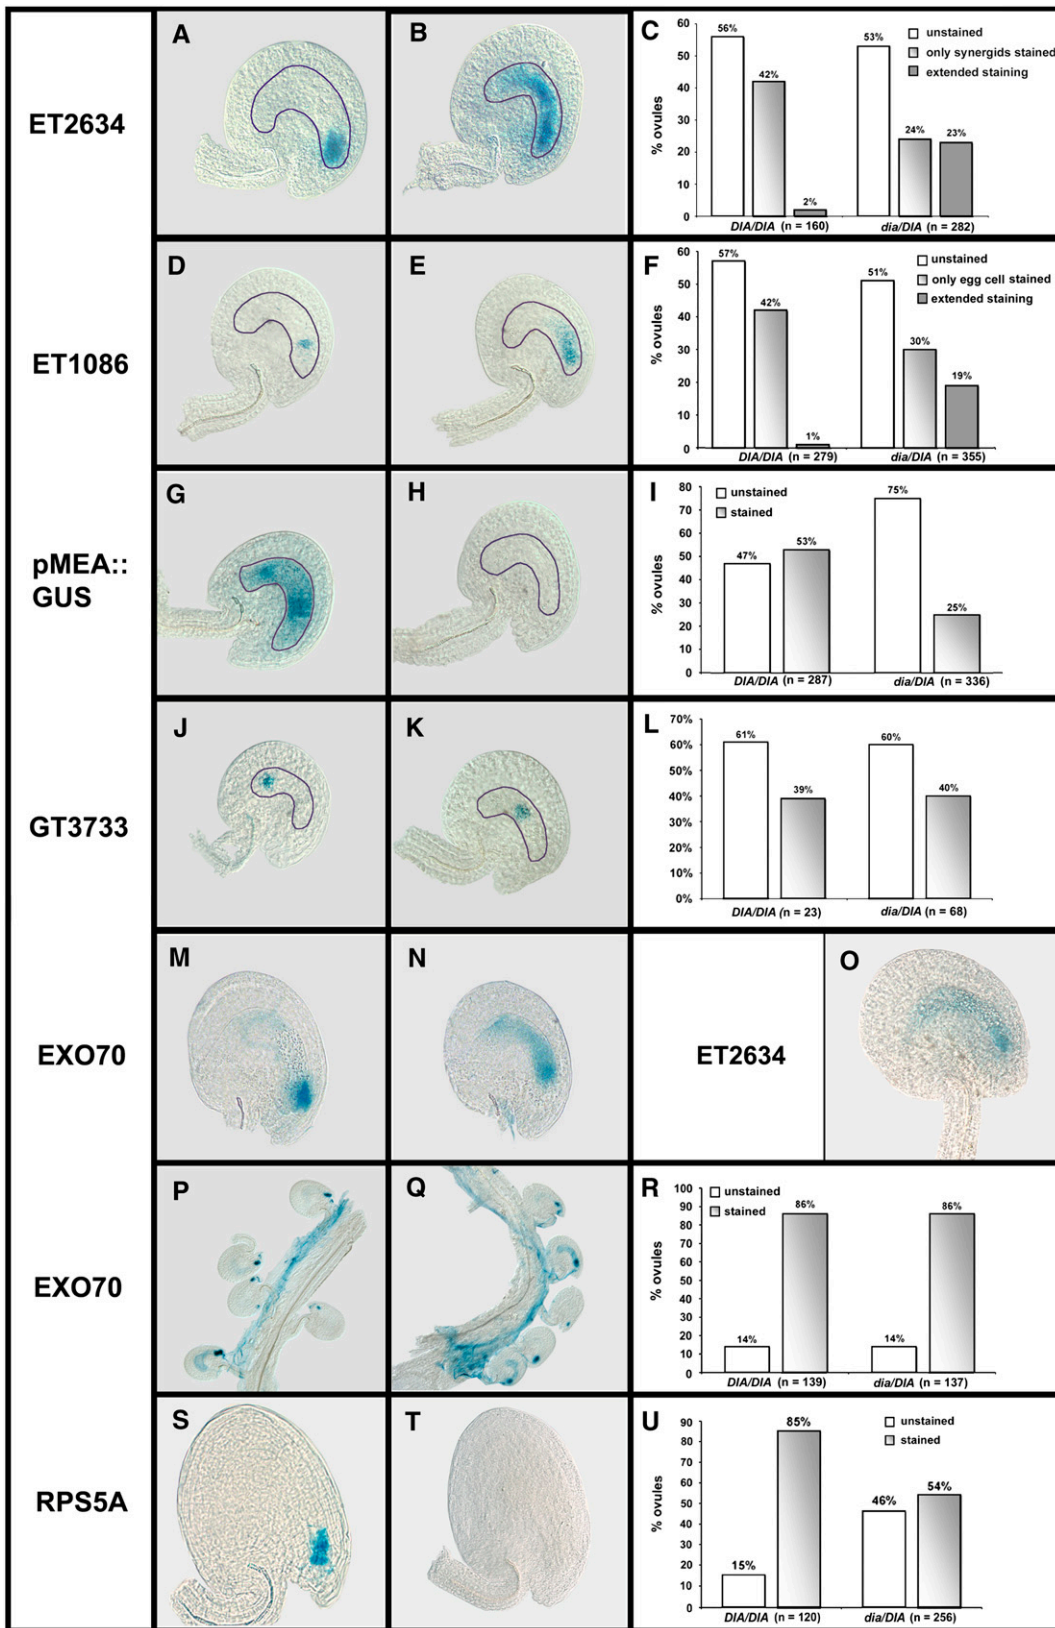 ET2634
A
B
C
% ovules
60
50
40
30
20
10
0
56%
42%
2%
53%
24%
23%
unstained
only synergids stained
extended staining
DIA/DIA (n = 160)
dia/DIA (n = 282)
ET1086
D
E
F
% ovules
60
50
40
30
20
10
0
57%
42%
1%
51%
30%
19%
unstained
only egg cell stained
extended staining
DIA/DIA (n = 279)
dia/DIA (n = 355)
pMEA::
GUS
G
H
I
% ovules
80
70
60
50
40
30
20
10
0
unstained
stained
47%
53%
75%
25%
DIA/DIA (n = 287)
dia/DIA (n = 336)
GT3733
J
K
L
70%
60%
50%
40%
30%
20%
10%
0%
61%
39%
60%
40%
DIA/DIA (n = 23)
dia/DIA (n = 68)
EXO70
M
N
ET2634
O
EXO70
P
Q
R
% ovules
100
90
80
70
60
50
40
30
20
10
0
unstained
stained
14%
86%
14%
86%
DIA/DIA (n = 139)
dia/DIA (n = 137)
RPS5A
S
T
U
% ovules
90
80
70
60
50
40
30
20
10
0
15%
85%
46%
54%
unstained
stained
DIA/DIA (n = 120)
dia/DIA (n = 256)